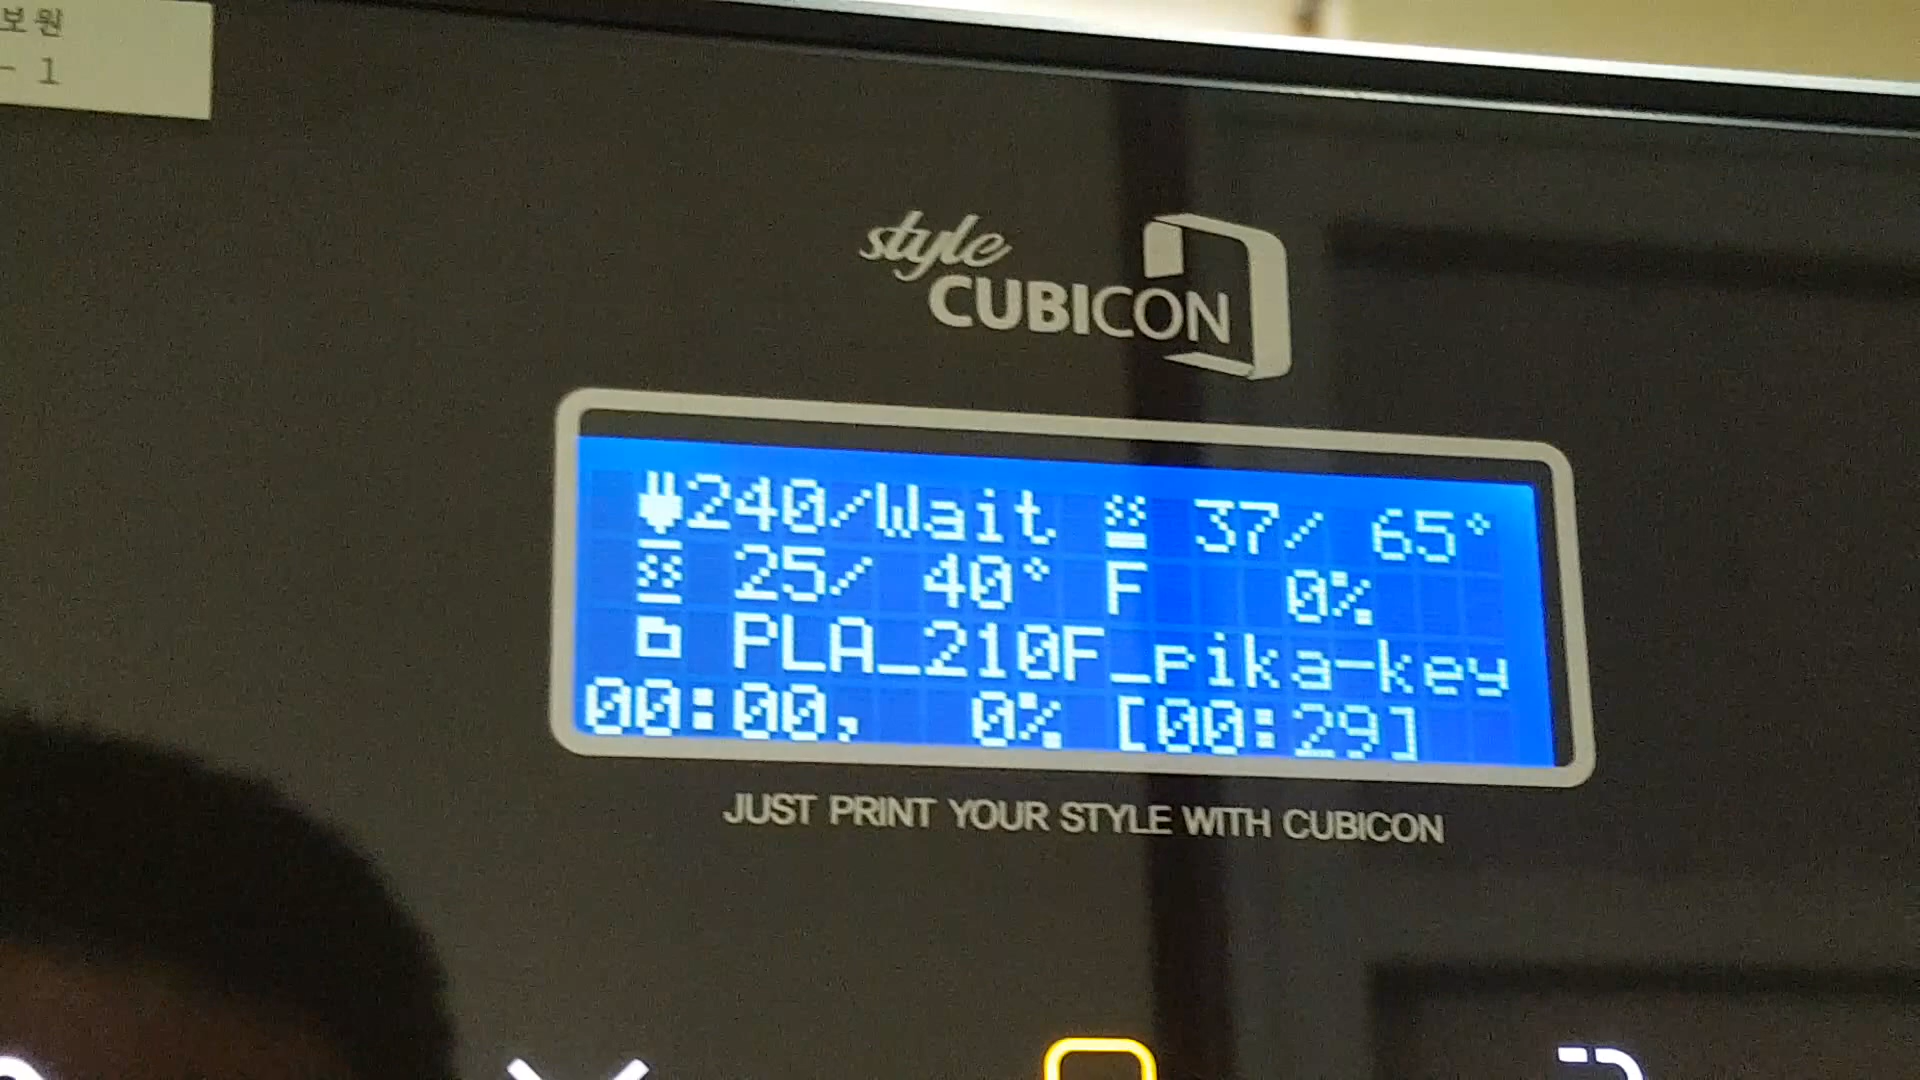 보원
- 1
style
CUBICON
240/Wait 37/ 65°
25/ 40° F 0%
PLA_210F_pika-key
00:00, 0% [00:29]
JUST PRINT YOUR STYLE WITH CUBICON